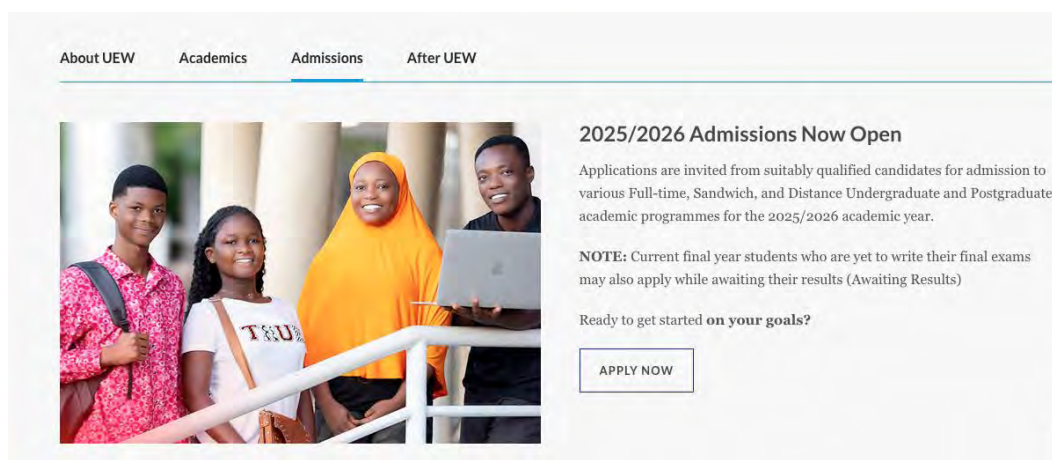 About UEW Academics Admissions After UEW
2025/2026 Admissions Now Open
Applications are invited from suitably qualified candidates for admission to
various Full-time, Sandwich, and Distance Undergraduate and Postgraduate
academic programmes for the 2025/2026 academic year.
NOTE: Current final year students who are yet to write their final exams
may also apply while awaiting their results (Awaiting Results)
Ready to get started on your goals?
APPLY NOW